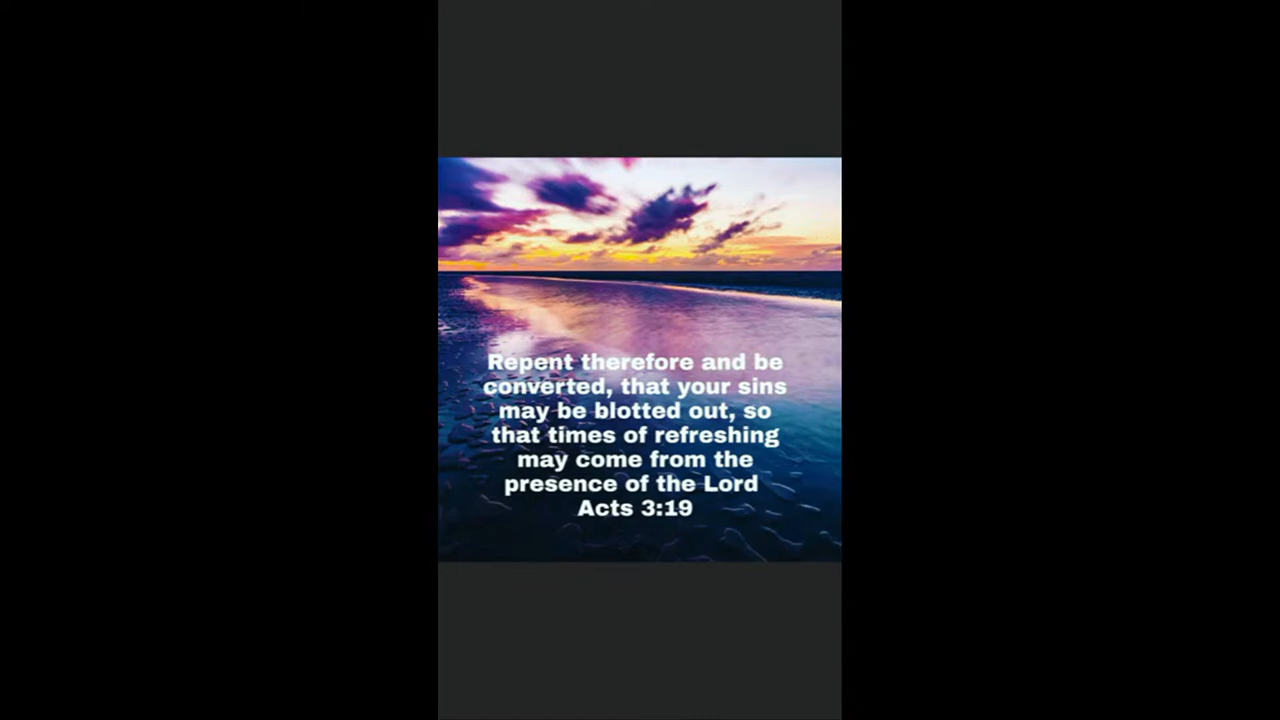 Repent therefore and be
converted, that your sins
may be blotted out, so
that times of refreshing
may come from the
presence of the Lord
Acts 3:19